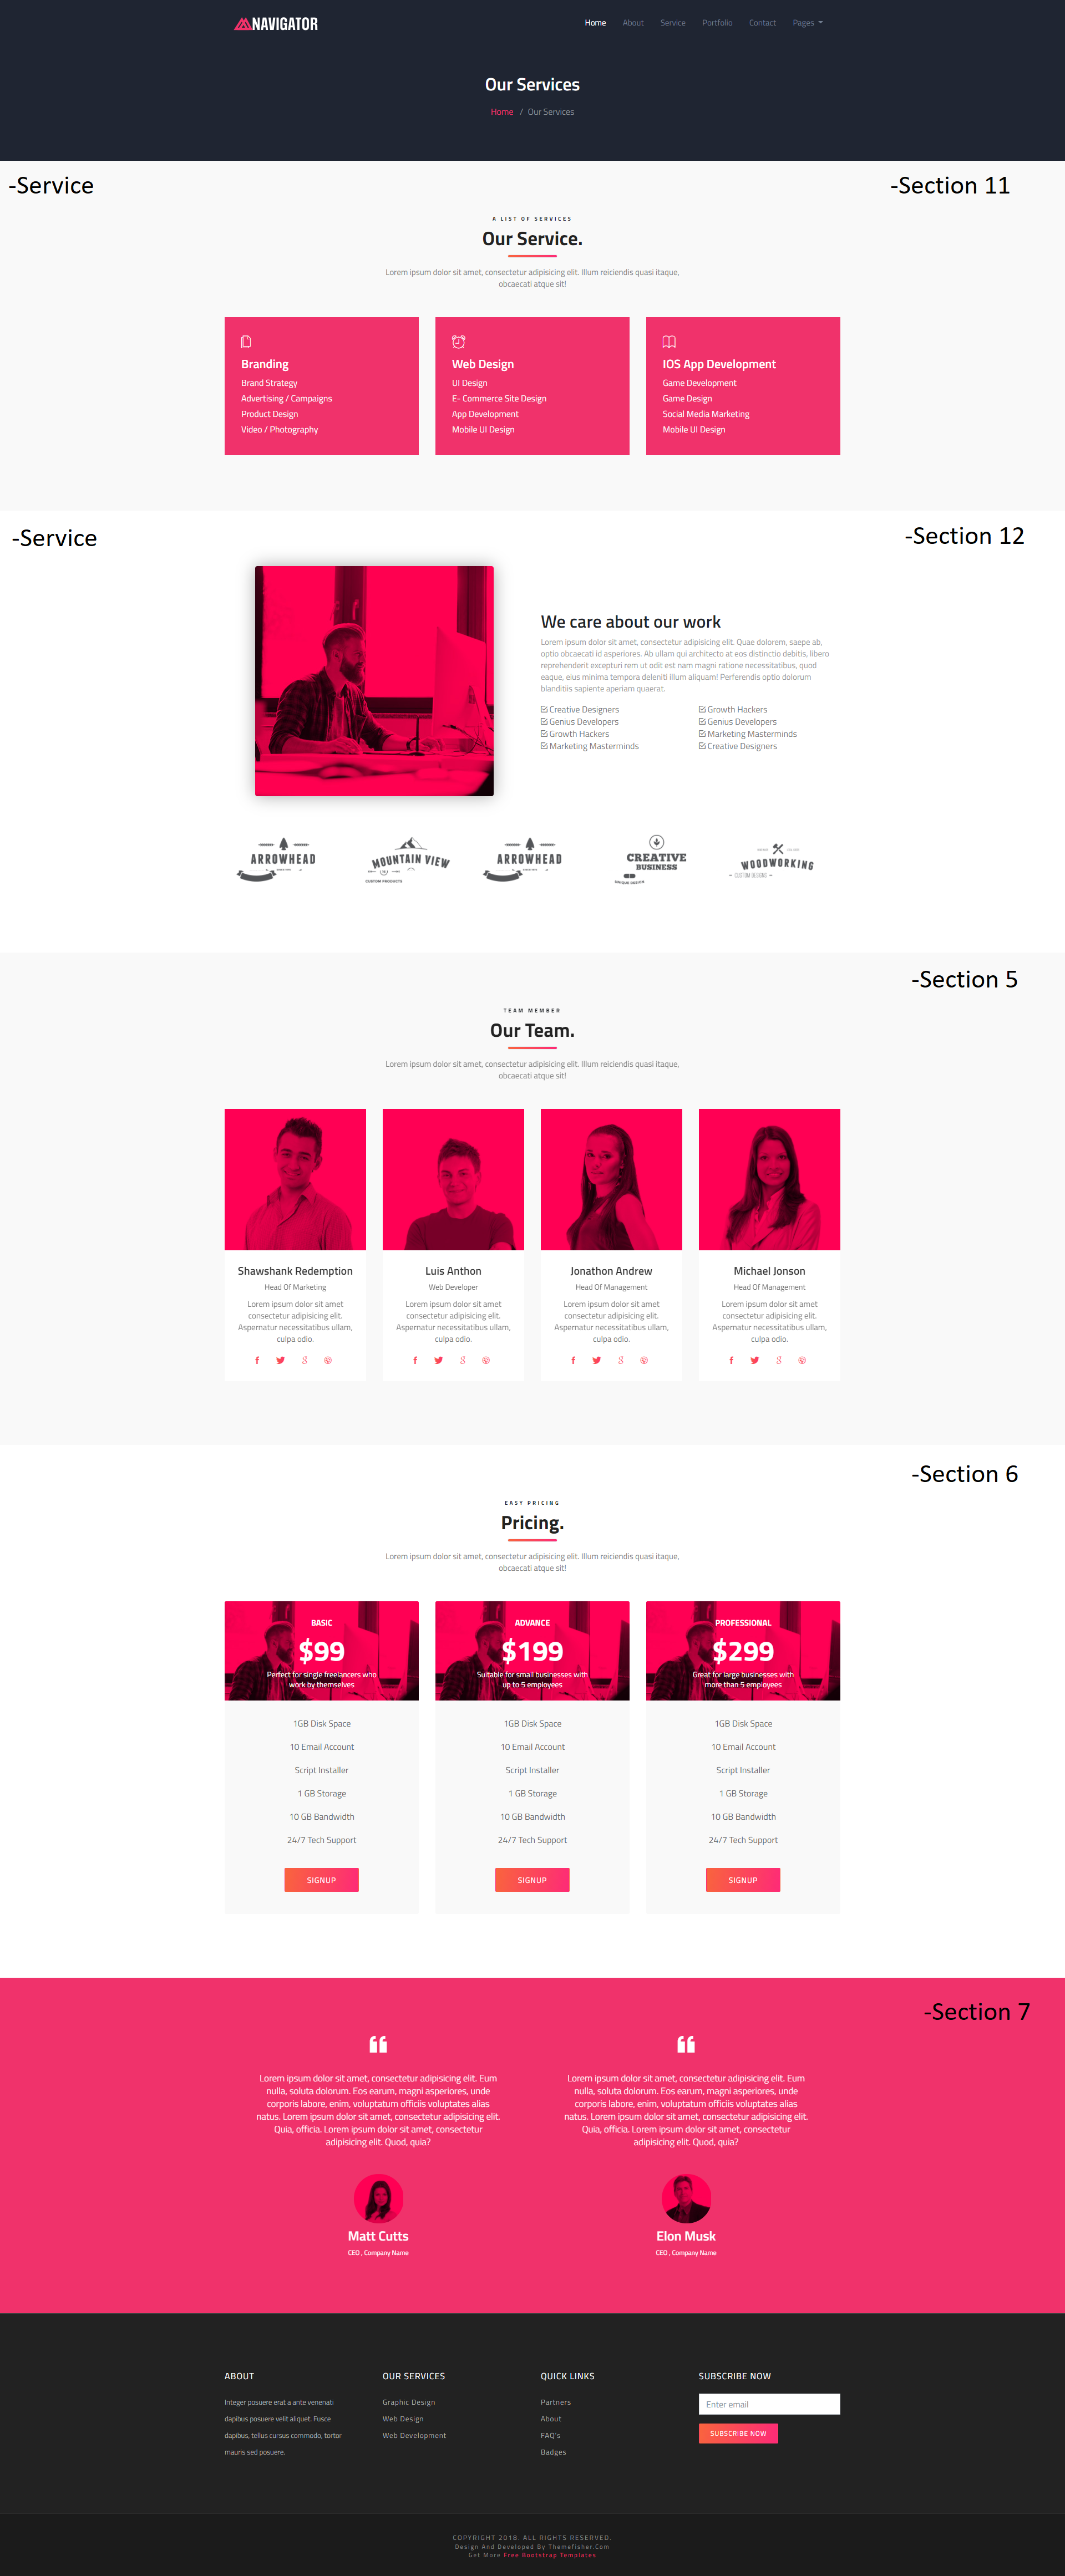 NAVIGATOR
Home About Service Portfolio Contact Pages
Our Services
Home / Our Services
-Service
-Section 11
A LIST OF SERVICES
Our Service.
Lorem ipsum dolor sit amet, consectetur adipisicing elit. Illum reiciendis quasi itaque,
obcaecati atque sit!
Branding
Brand Strategy
Advertising / Campaigns
Product Design
Video / Photography
Web Design
UI Design
E- Commerce Site Design
App Development
Mobile UI Design
IOS App Development
Game Development
Game Design
Social Media Marketing
Mobile UI Design
-Service
-Section 12
We care about our work
Lorem ipsum dolor sit amet, consectetur adipisicing elit. Quae dolorem, saepe ab,
optio obcaecati id asperiores. Ab ullam qui architecto at eos distinctio debitis, libero
reprehenderit excepturi rem ut odit est nam magni ratione necessitatibus, quod
eaque, eius minima tempora deleniti illum aliquam! Perferendis optio dolorum
blanditiis sapiente aperiam quaerat.
Creative Designers
Genius Developers
Growth Hackers
Marketing Masterminds
Growth Hackers
Genius Developers
Marketing Masterminds
Creative Designers
ARROWHEAD
MOUNTAIN VIEW
CUSTOM PRODUCTS
ARROWHEAD
CREATIVE
BUSINESS
UNIQUE DESIGN
WOODWORKING
CUSTOM DESIGNS
-Section 5
TEAM MEMBER
Our Team.
Lorem ipsum dolor sit amet, consectetur adipisicing elit. Illum reiciendis quasi itaque,
obcaecati atque sit!
Shawshank Redemption
Head Of Marketing
Lorem ipsum dolor sit amet
consectetur adipisicing elit.
Aspernatur necessitatibus ullam,
culpa odio.
Luis Anthon
Web Developer
Lorem ipsum dolor sit amet
consectetur adipisicing elit.
Aspernatur necessitatibus ullam,
culpa odio.
Jonathon Andrew
Head Of Management
Lorem ipsum dolor sit amet
consectetur adipisicing elit.
Aspernatur necessitatibus ullam,
culpa odio.
Michael Jonson
Head Of Management
Lorem ipsum dolor sit amet
consectetur adipisicing elit.
Aspernatur necessitatibus ullam,
culpa odio.
-Section 6
EASY PRICING
Pricing.
Lorem ipsum dolor sit amet, consectetur adipisicing elit. Illum reiciendis quasi itaque,
obcaecati atque sit!
BASIC
$99
Perfect for single freelancers who
work by themselves
1GB Disk Space
10 Email Account
Script Installer
1 GB Storage
10 GB Bandwidth
24/7 Tech Support
SIGNUP
ADVANCE
$199
Suitable for small businesses with
up to 5 employees
1GB Disk Space
10 Email Account
Script Installer
1 GB Storage
10 GB Bandwidth
24/7 Tech Support
SIGNUP
PROFESSIONAL
$299
Great for large businesses with
more than 5 employees
1GB Disk Space
10 Email Account
Script Installer
1 GB Storage
10 GB Bandwidth
24/7 Tech Support
SIGNUP
-Section 7
Lorem ipsum dolor sit amet, consectetur adipisicing elit. Eum
nulla, soluta dolorum. Eos earum, magni asperiores, unde
corporis labore, enim, voluptatum officiis voluptates alias
natus. Lorem ipsum dolor sit amet, consectetur adipisicing elit.
Quia, officia. Lorem ipsum dolor sit amet, consectetur
adipisicing elit. Quod, quia?
Matt Cutts
CEO , Company Name
Lorem ipsum dolor sit amet, consectetur adipisicing elit. Eum
nulla, soluta dolorum. Eos earum, magni asperiores, unde
corporis labore, enim, voluptatum officiis voluptates alias
natus. Lorem ipsum dolor sit amet, consectetur adipisicing elit.
Quia, officia. Lorem ipsum dolor sit amet, consectetur
adipisicing elit. Quod, quia?
Elon Musk
CEO , Company Name
ABOUT
Integer posuere erat a ante venenati
dapibus posuere velit aliquet. Fusce
dapibus, tellus cursus commodo, tortor
mauris sed posuere.
OUR SERVICES
Graphic Design
Web Design
Web Development
QUICK LINKS
Partners
About
FAQ's
Badges
SUBSCRIBE NOW
Enter email
SUBSCRIBE NOW
COPYRIGHT 2018. ALL RIGHTS RESERVED.
Design And Developed By Themefisher.Com
Get More Free Bootstrap Templates